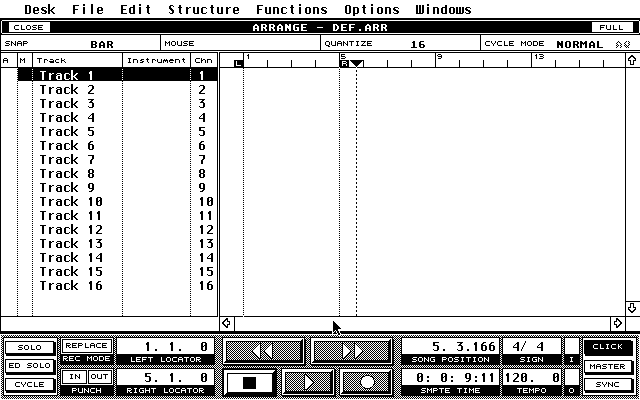 Desk File Edit Structure Functions Options Windows
CLOSE ARRANGE - DEF.ARR FULL
SNAP BAR MOUSE QUANTIZE 16 CYCLE MODE NORMAL
A M Track Instrument Chn 1 5 9 13
L R
Track 1 1
Track 2 2
Track 3 3
Track 4 4
Track 5 5
Track 6 6
Track 7 7
Track 8 8
Track 9 9
Track 10 10
Track 11 11
Track 12 12
Track 13 13
Track 14 14
Track 15 15
Track 16 16
SOLO REPLACE 1. 1. 0 5. 3.166 4/ 4 CLICK
REC MODE LEFT LOCATOR SONG POSITION SIGN I
ED SOLO MASTER
CYCLE IN OUT 5. 1. 0 0: 0: 9:11 120. 0 SYNC
PUNCH RIGHT LOCATOR SMPTE TIME TEMPO O